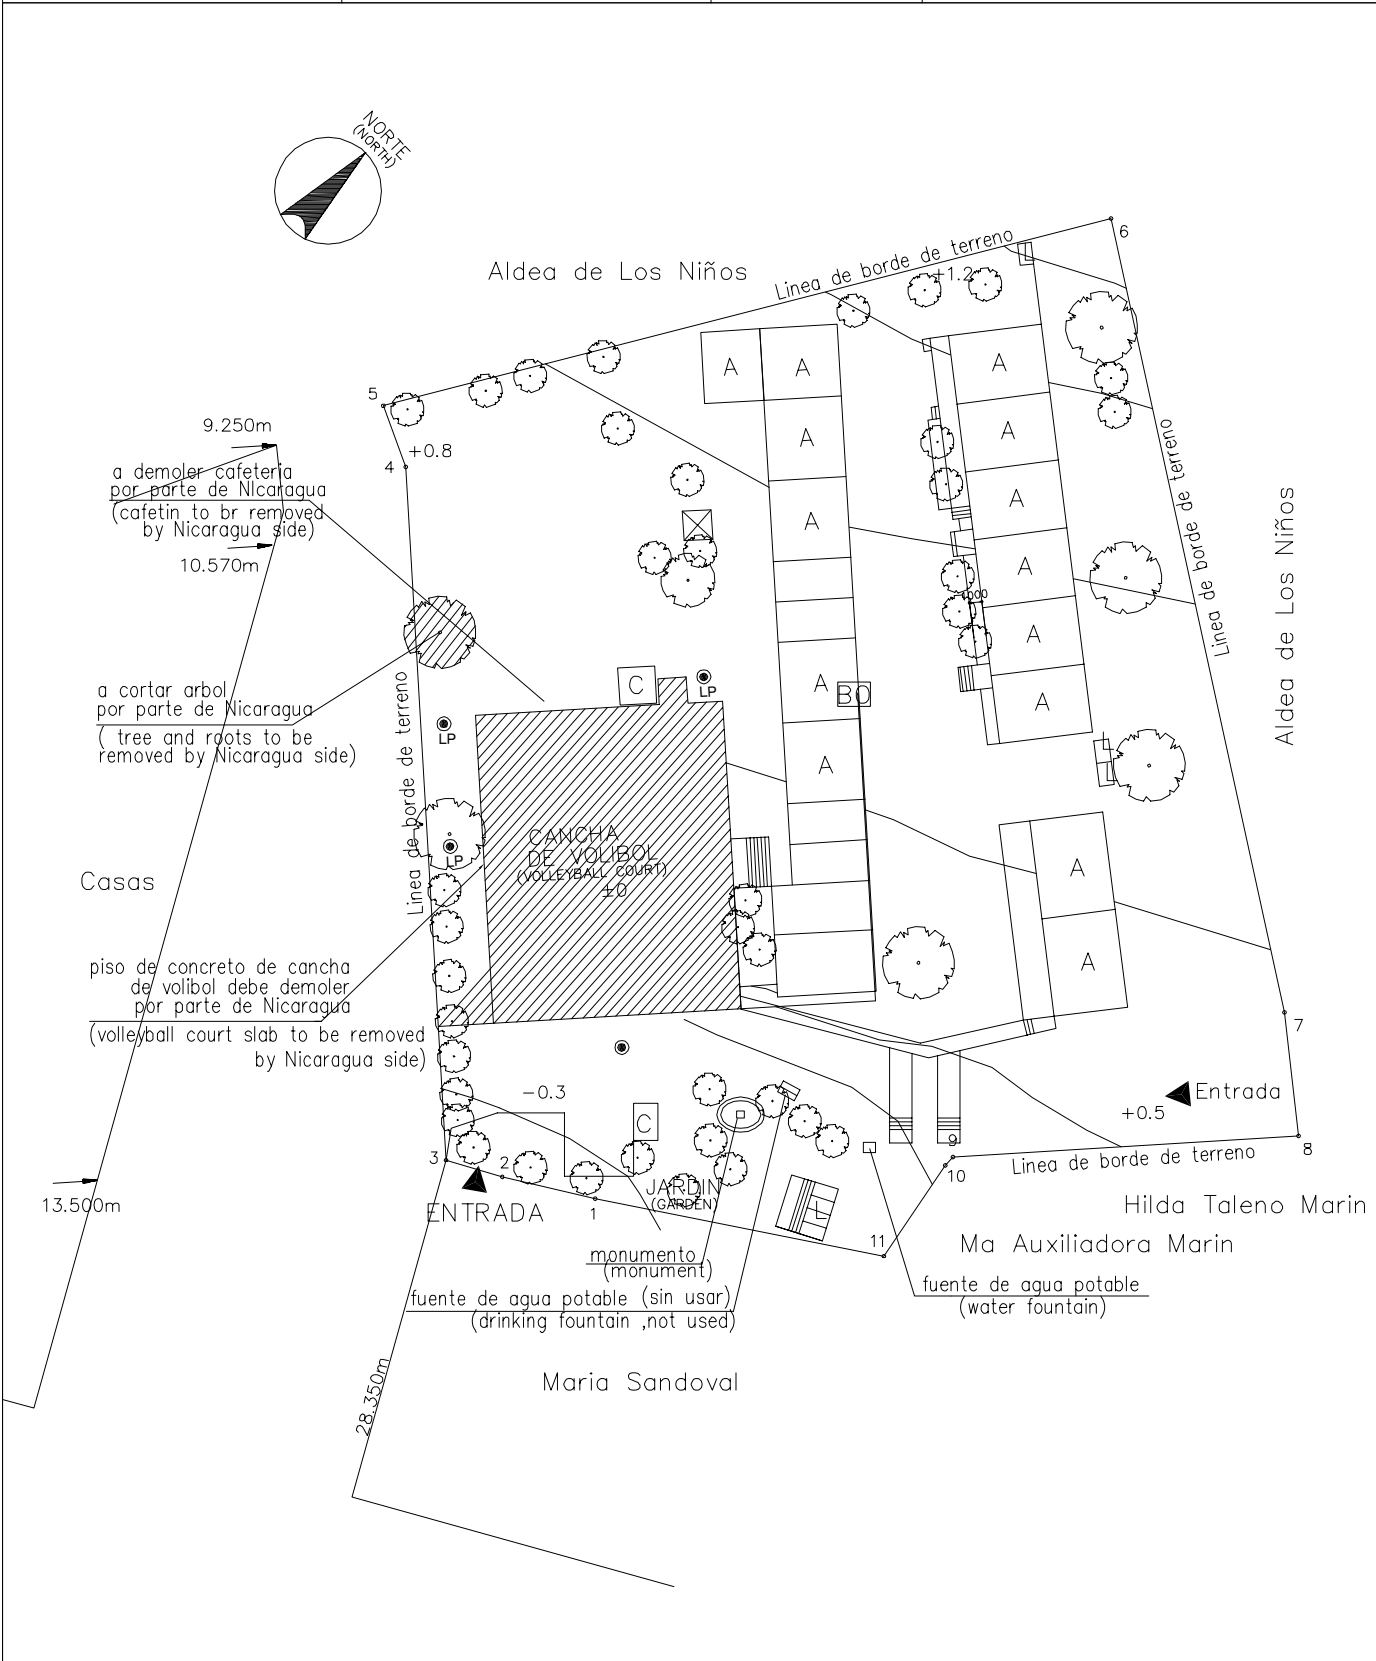 NORTE
(NORTH)
6
Aldea de Los Niños
Linea de borde de terreno
+1.2
A
A
A
5
9.250m
+0.8
4
A
A
a demoler cafeteria
por parte de NIcaragua
(cafetin to br removed
by Nicaragua side)
A
A
10.570m
A
Linea de borde de terreno
Aldea de Los Niños
A
a cortar arbol
por parte de Nicaragua
( tree and roots to be
removed by Nicaragua side)
Linea de borde de terreno
C
LP
LP
A
BO
A
A
CANCHA
DE VOLIBOL
(VOLLEYBALL COURT)
±0
LP
A
Casas
piso de concreto de cancha
de volibol debe demoler
por parte de Nicaragua
(volleyball court slab to be removed
by Nicaragua side)
A
7
-0.3
C
Entrada
+0.5
9
8
3
2
10
Linea de borde de terreno
13.500m
ENTRADA
1
JARDIN
(GARDEN)
L
11
Hilda Taleno Marin
Ma Auxiliadora Marin
monumento
(monument)
fuente de agua potable (sin usar)
(drinking fountain ,not used)
fuente de agua potable
(water fountain)
Maria Sandoval
28.350m